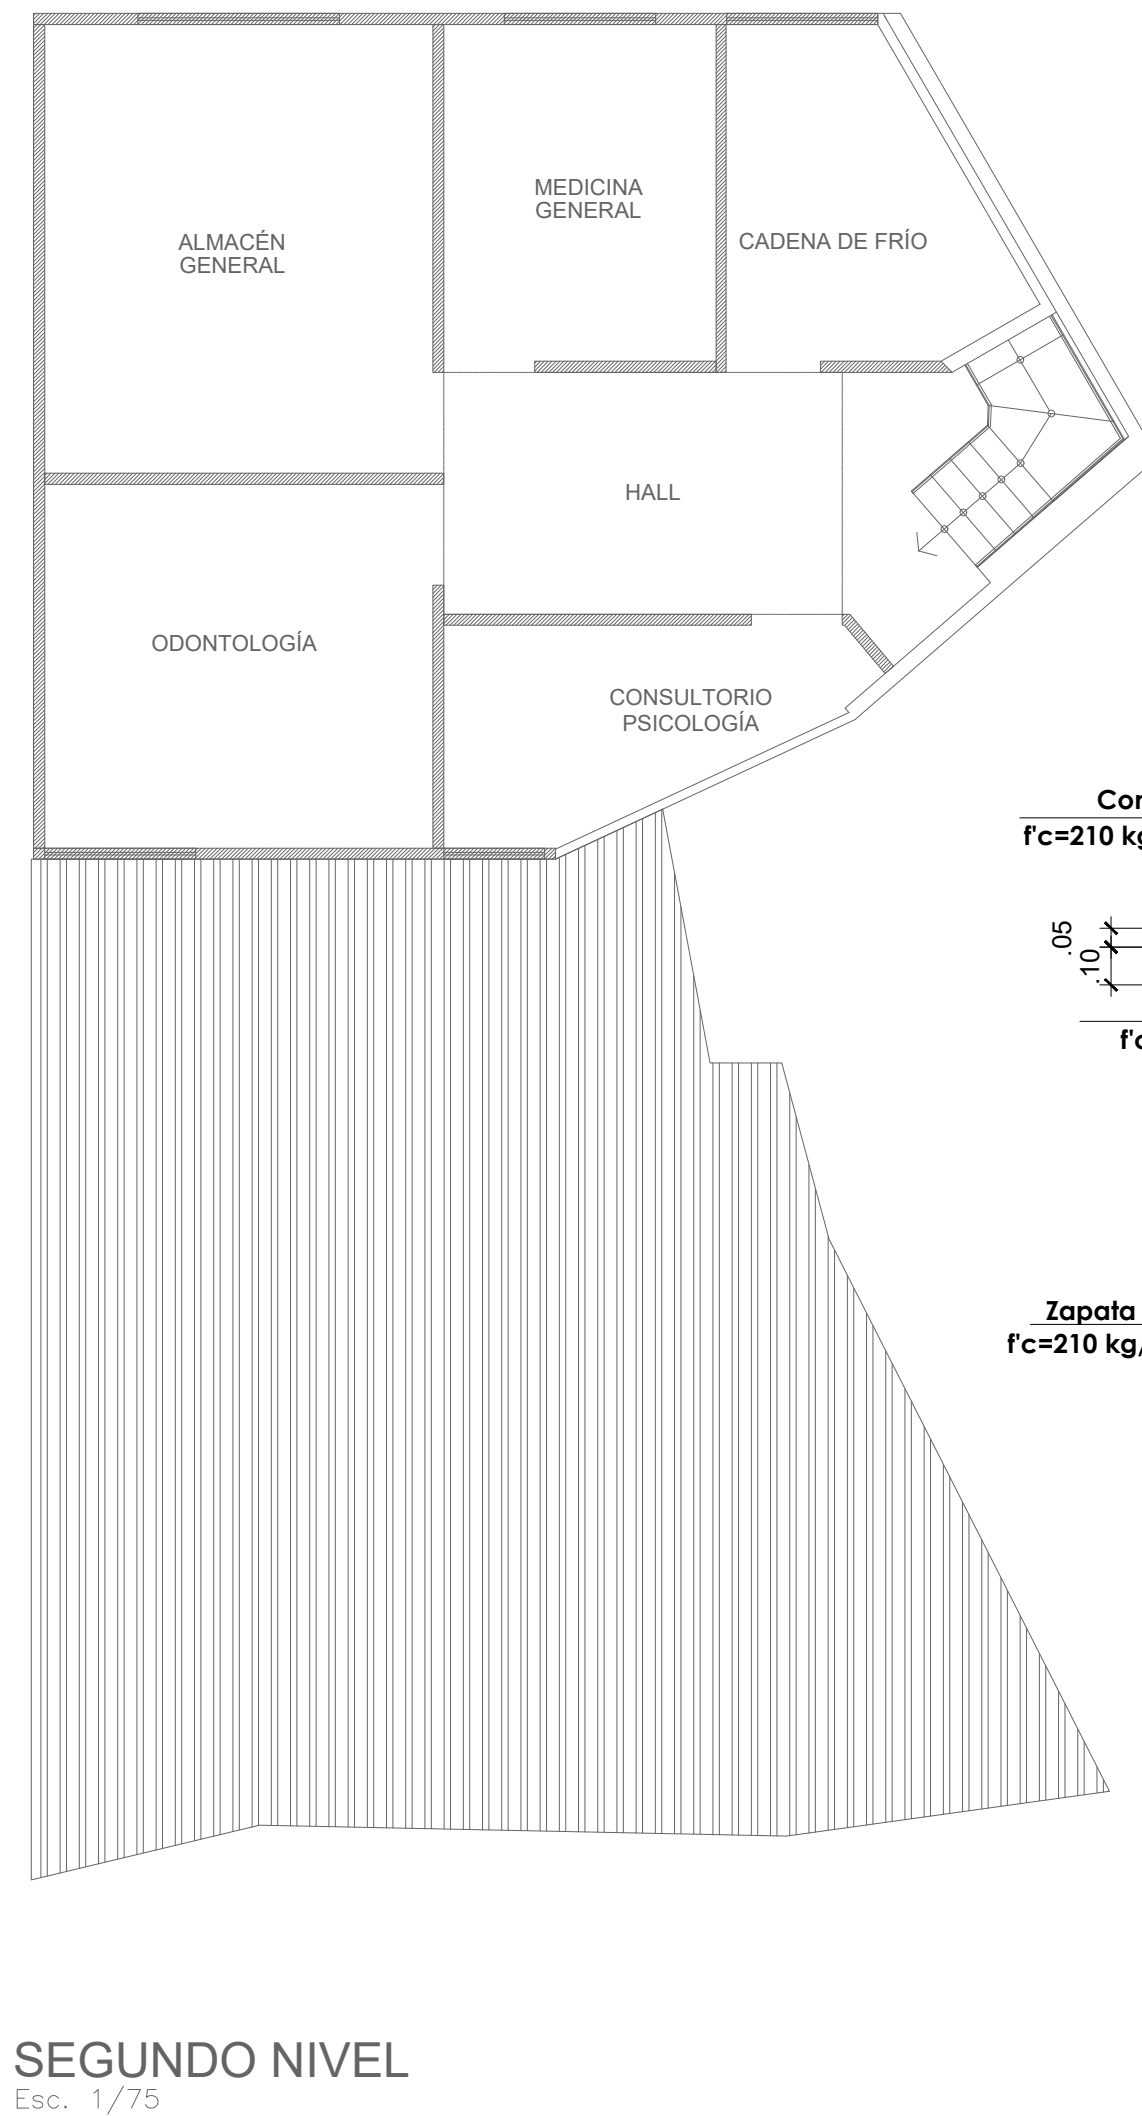 MEDICINA
GENERAL
ALMACÉN
GENERAL
CADENA DE FRÍO
HALL
ODONTOLOGÍA
CONSULTORIO
PSICOLOGÍA
f'c=210
.05
.10
Zapata
f'c=210 kg/
SEGUNDO NIVEL
Esc. 1/75